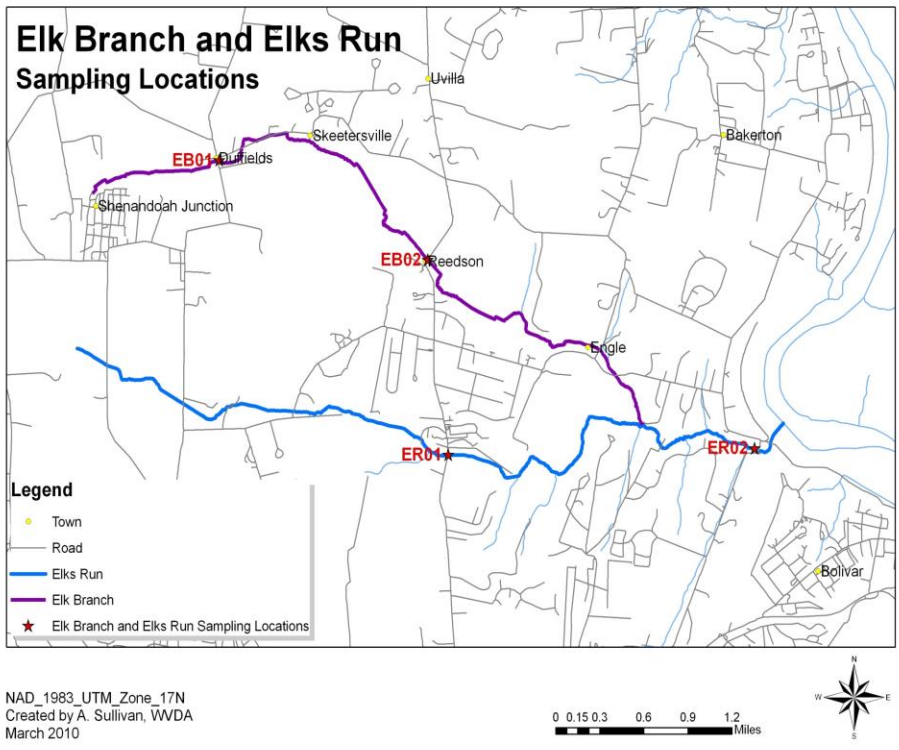 Elk Branch and Elks Run
Sampling Locations
Uvilla
Skeetersville
Bakerton
EB01 Duffields
Shenandoah Junction
EB02 Reedson
Engle
ER01
ER02
Bolivar
Legend
Town
Road
Elks Run
Elk Branch
Elk Branch and Elks Run Sampling Locations
N
W E
S
NAD_1983_UTM_Zone_17N
Created by A. Sullivan, WVDA
March 2010
0 0.15 0.3 0.6 0.9 1.2
Miles